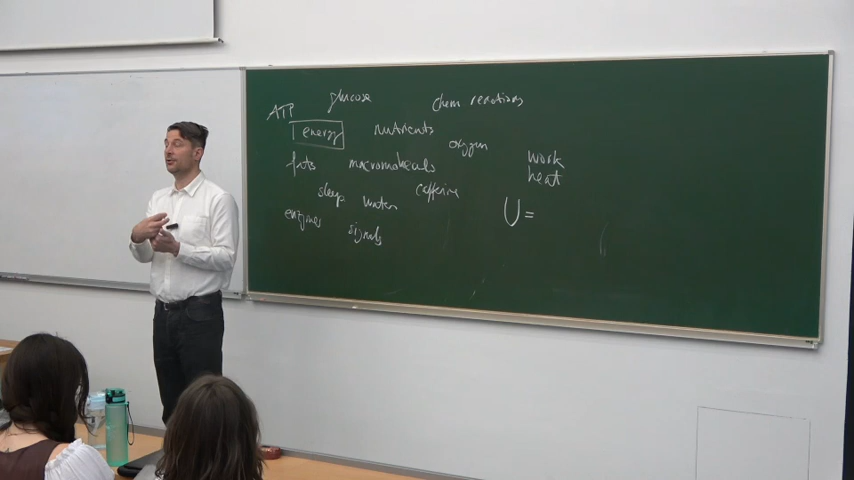 glucose
chem reactions
ATP
energy
nutrients
oxygen
work
fats
macromolecules
heat
sleep
water
caffeine
enzymes
U =
signals